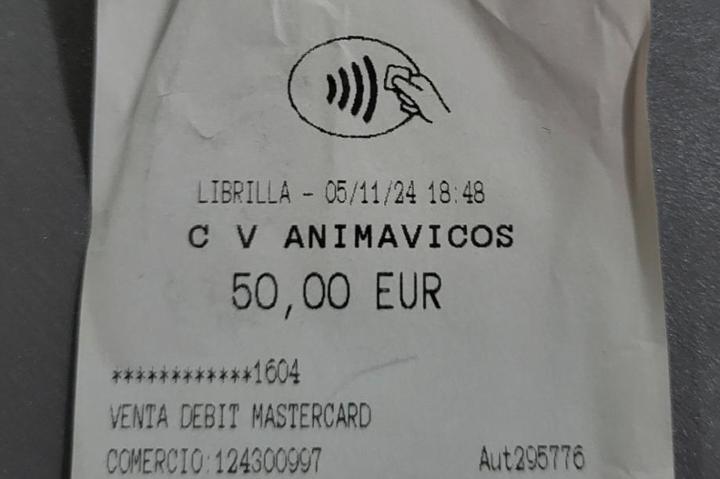 LIBRILLA - 05/11/24 18:48
C V ANIMAVICOS
50,00 EUR
************1604
VENTA DEBIT MASTERCARD
COMERCIO:124300997 Aut295776